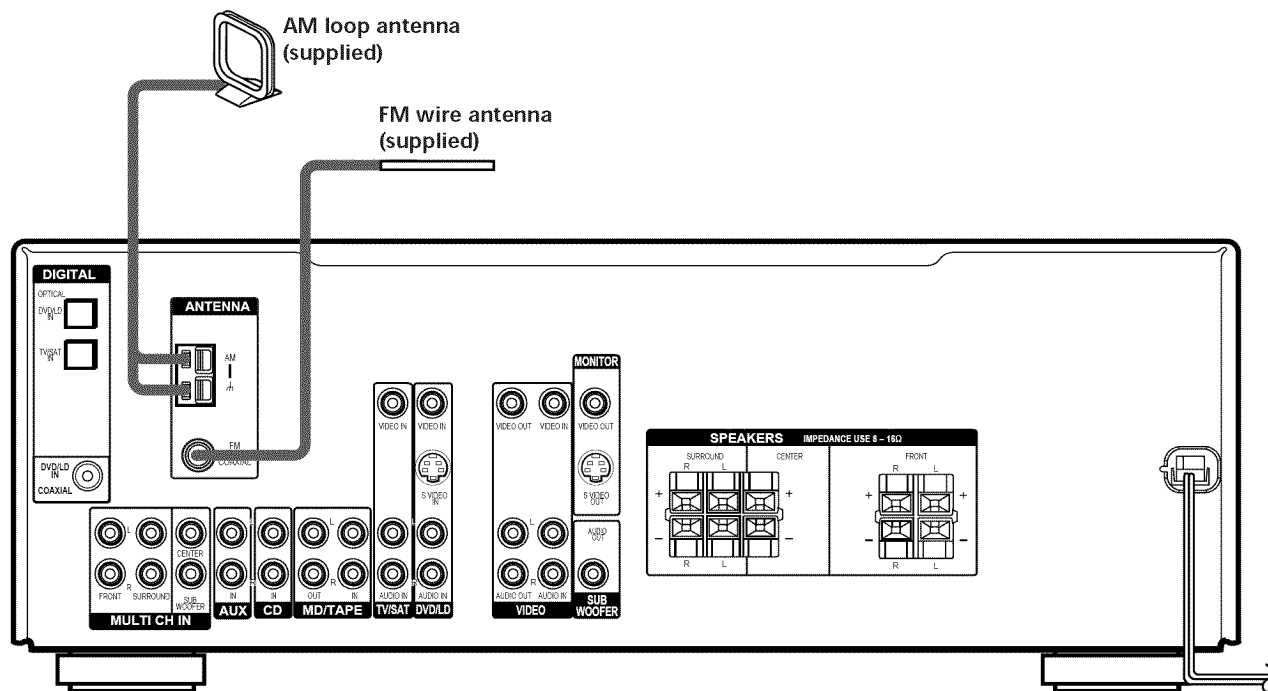 AM loop antenna
(supplied)
FM wire antenna
(supplied)
DIGITAL
OPTICAL
DVD/LD
IN
TV/SAT
IN
DVD/LD
IN
COAXIAL
ANTENNA
AM
FM
COAXIAL
VIDEO IN
VIDEO IN
S VIDEO
IN
AUDIO IN
AUDIO IN
TV/SAT
DVD/LD
L
R
CENTER
FRONT
SURROUND
SUB
WOOFER
MULTI CH IN
IN
AUX
IN
CD
L
R
OUT
IN
MD/TAPE
VIDEO OUT
VIDEO IN
L
R
AUDIO OUT
AUDIO IN
VIDEO
MONITOR
VIDEO OUT
S VIDEO
OUT
AUDIO
OUT
SUB
WOOFER
SPEAKERS IMPEDANCE USE 8 – 16Ω
SURROUND
CENTER
FRONT
R L
R L
+ +
+ +
– –
– –
R L
R L